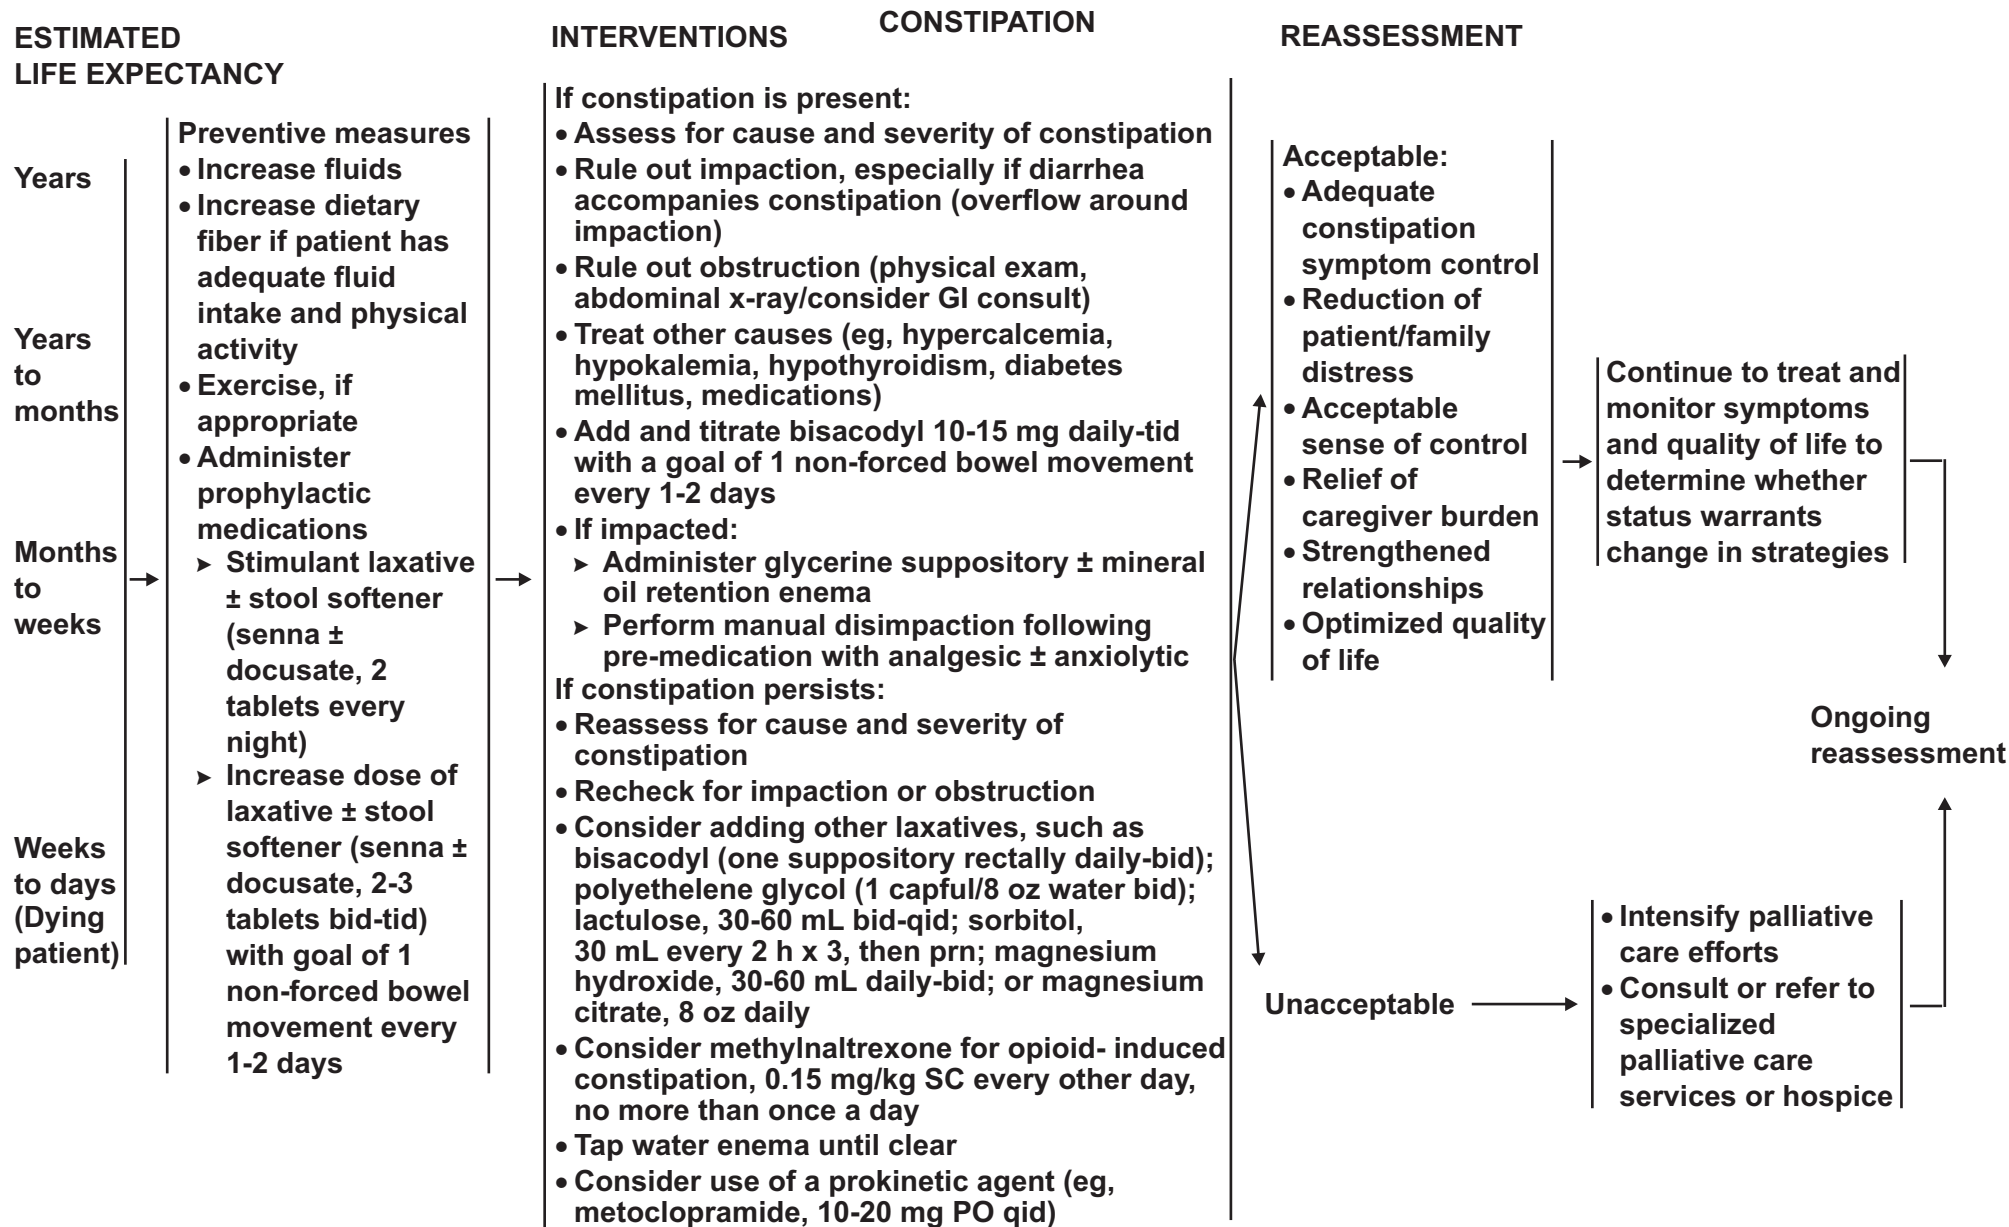 CONSTIPATION
ESTIMATED
LIFE EXPECTANCY
INTERVENTIONS
REASSESSMENT
Years
Years
to
months
Months
to
weeks
Weeks
to days
(Dying
patient)
Preventive measures
• Increase fluids
• Increase dietary
fiber if patient has
adequate fluid
intake and physical
activity
• Exercise, if
appropriate
• Administer
prophylactic
medications
➤ Stimulant laxative
± stool softener
(senna ±
docusate, 2
tablets every
night)
➤ Increase dose of
laxative ± stool
softener (senna ±
docusate, 2-3
tablets bid-tid)
with goal of 1
non-forced bowel
movement every
1-2 days
If constipation is present:
• Assess for cause and severity of constipation
• Rule out impaction, especially if diarrhea
accompanies constipation (overflow around
impaction)
• Rule out obstruction (physical exam,
abdominal x-ray/consider GI consult)
• Treat other causes (eg, hypercalcemia,
hypokalemia, hypothyroidism, diabetes
mellitus, medications)
• Add and titrate bisacodyl 10-15 mg daily-tid
with a goal of 1 non-forced bowel movement
every 1-2 days
• If impacted:
➤ Administer glycerine suppository ± mineral
oil retention enema
➤ Perform manual disimpaction following
pre-medication with analgesic ± anxiolytic
If constipation persists:
• Reassess for cause and severity of
constipation
• Recheck for impaction or obstruction
• Consider adding other laxatives, such as
bisacodyl (one suppository rectally daily-bid);
polyethelene glycol (1 capful/8 oz water bid);
lactulose, 30-60 mL bid-qid; sorbitol,
30 mL every 2 h x 3, then prn; magnesium
hydroxide, 30-60 mL daily-bid; or magnesium
citrate, 8 oz daily
• Consider methylnaltrexone for opioid- induced
constipation, 0.15 mg/kg SC every other day,
no more than once a day
• Tap water enema until clear
• Consider use of a prokinetic agent (eg,
metoclopramide, 10-20 mg PO qid)
Acceptable:
• Adequate
constipation
symptom control
• Reduction of
patient/family
distress
• Acceptable
sense of control
• Relief of
caregiver burden
• Strengthened
relationships
• Optimized quality
of life
Continue to treat and
monitor symptoms
and quality of life to
determine whether
status warrants
change in strategies
Unacceptable
• Intensify palliative
care efforts
• Consult or refer to
specialized
palliative care
services or hospice
Ongoing
reassessment